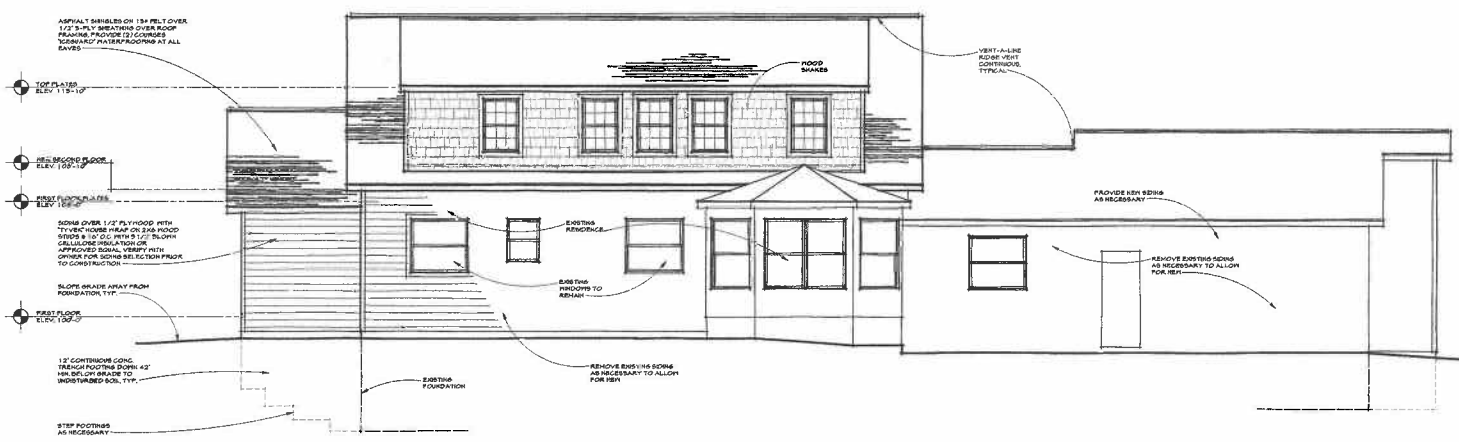 ASPHALT SHINGLES ON 15# FELT OVER
1/2" 5-PLY SHEATHING OVER ROOF
FRAMING, PROVIDE (2) COURSES
"ICEGUARD" WATERPROOFING AT ALL
EAVES
TOP PLATES
ELEV. 115'-10"
NEW SECOND FLOOR
ELEV.
FIRST FLOOR PLATES
ELEV.
SIDING OVER 1/2" PLYWOOD WITH
"TYVEK" HOUSE WRAP ON 2X6 WOOD
STUDS @ 16" O.C. WITH 5 1/2" BLOWN
CELLULOSE INSULATION OR
APPROVED EQUAL. VERIFY WITH
OWNER FOR SIDING SELECTION PRIOR
TO CONSTRUCTION
SLOPE GRADE AWAY FROM
FOUNDATION, TYP.
FIRST FLOOR
ELEV. 100'-0"
12" CONTINUOUS CONC.
TRENCH FOOTING DOWN 42"
MIN. BELOW GRADE TO
UNDISTURBED SOIL, TYP.
STEP FOOTINGS
AS NECESSARY
EXISTING
FOUNDATION
WOOD
SHAKES
VENT-A-LINE
RIDGE VENT
CONTINUOUS,
TYPICAL
EXISTING
RESIDENCE
EXISTING
WINDOWS TO
REMAIN
REMOVE EXISTING SIDING
AS NECESSARY TO ALLOW
FOR NEW
PROVIDE NEW SIDING
AS NECESSARY
REMOVE EXISTING SIDING
AS NECESSARY TO ALLOW
FOR NEW